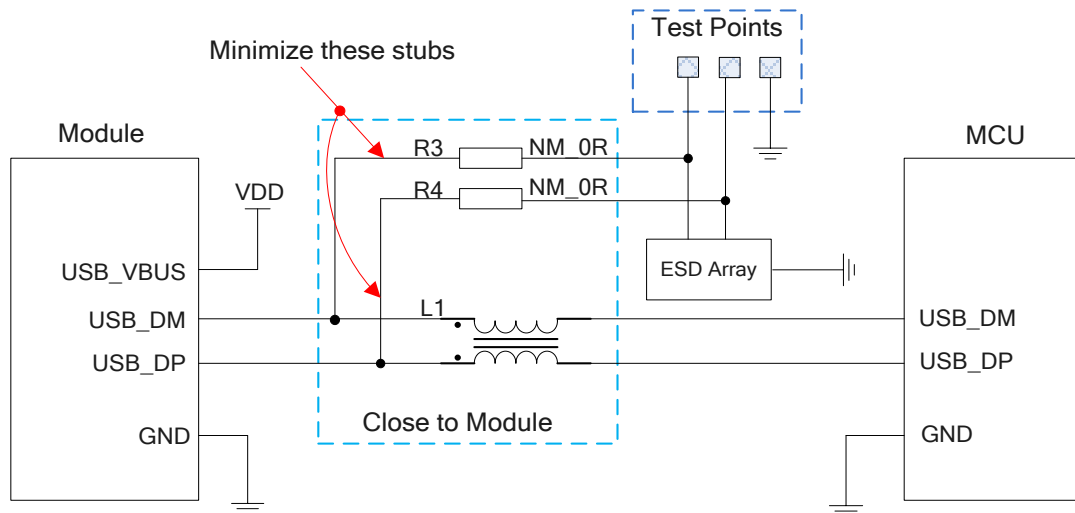 Test Points
Minimize these stubs
Module
MCU
R3
NM_0R
R4
NM_0R
VDD
ESD Array
USB_VBUS
L1
USB_DM
USB_DM
USB_DP
USB_DP
Close to Module
GND
GND